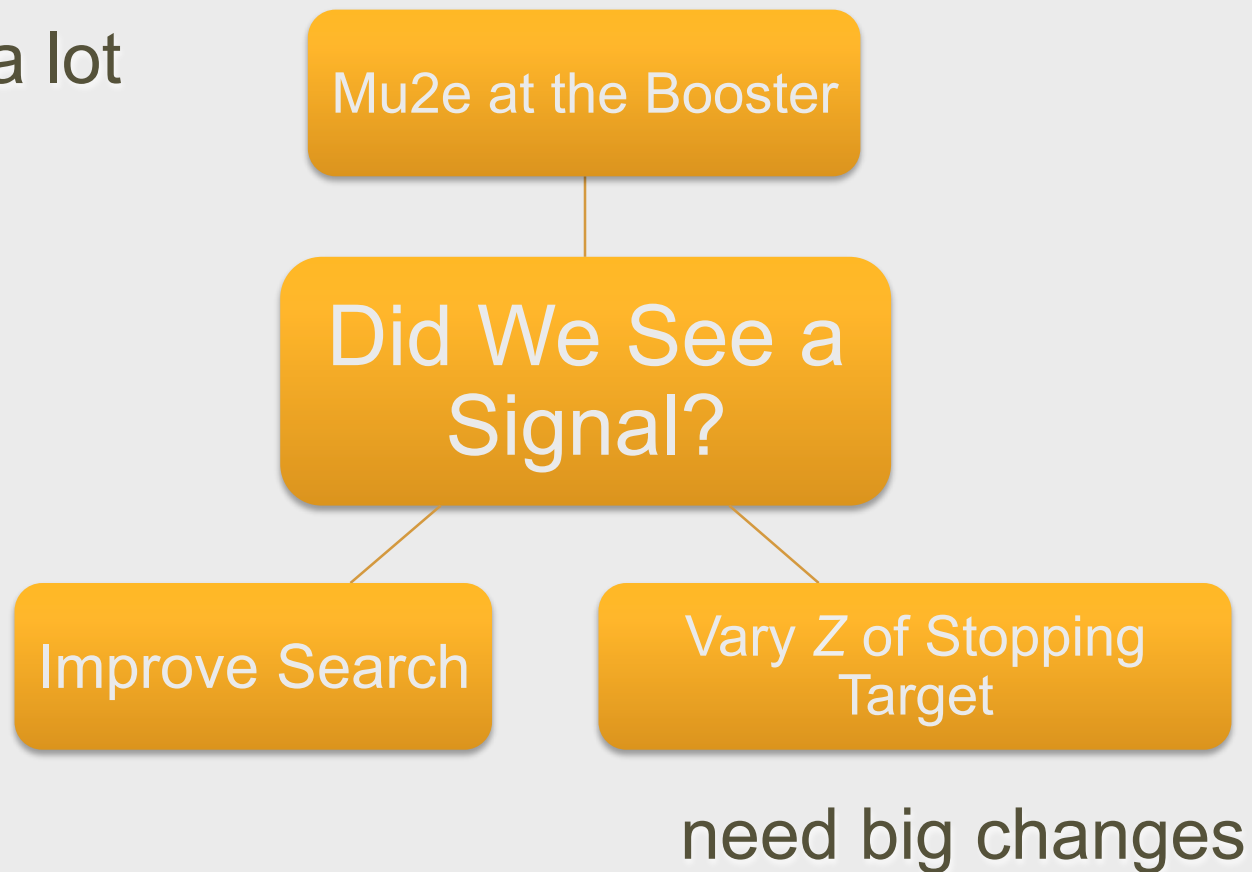 a lot
Mu2e at the Booster
Did We See a
Signal?
Improve Search
Vary Z of Stopping
Target
need big changes